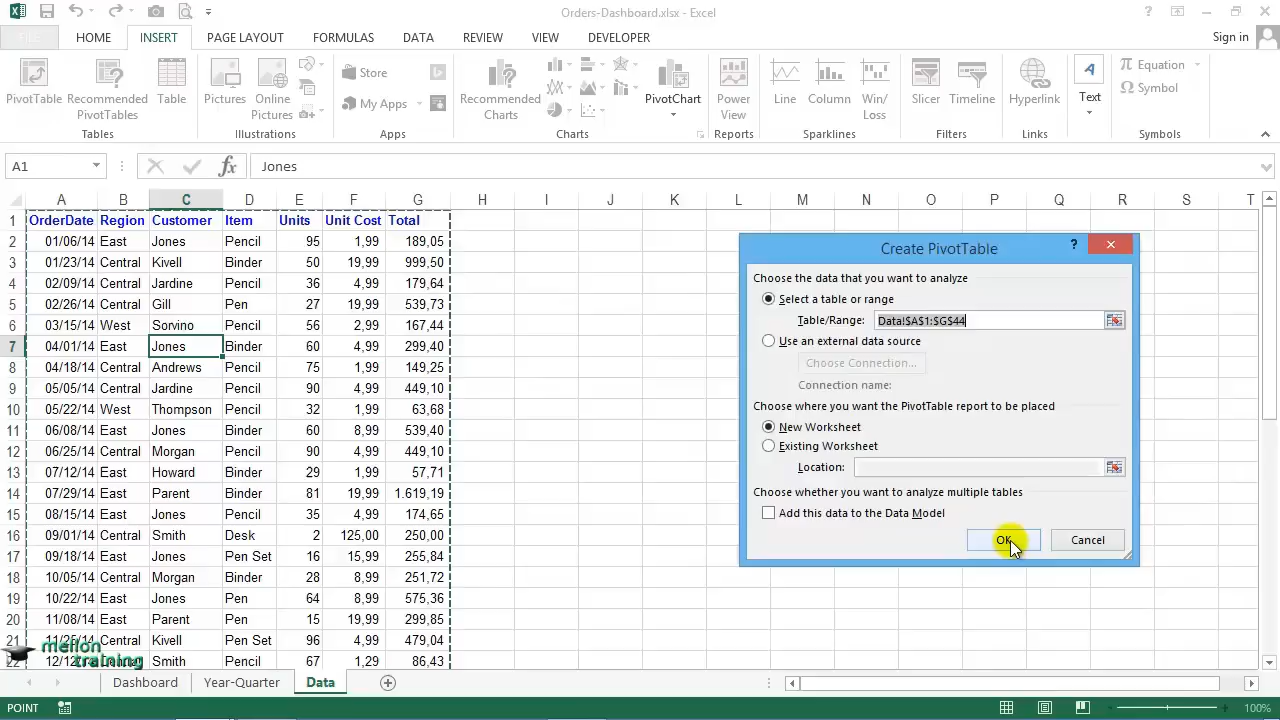 Orders-Dashboard.xlsx - Excel
FILE HOME INSERT PAGE LAYOUT FORMULAS DATA REVIEW VIEW DEVELOPER Sign in
PivotTable Recommended PivotTables Table Pictures Online Pictures Store My Apps Recommended Charts PivotChart Power View Line Column Win/Loss Slicer Timeline Hyperlink Text Equation Symbol
Tables Illustrations Apps Charts Reports Sparklines Filters Links Symbols
A1 fx Jones
A B C D E F G H I J K L M N O P Q R S T
1 OrderDate Region Customer Item Units Unit Cost Total
2 01/06/14 East Jones Pencil 95 1,99 189,05
3 01/23/14 Central Kivell Binder 50 19,99 999,50
4 02/09/14 Central Jardine Pencil 36 4,99 179,64
5 02/26/14 Central Gill Pen 27 19,99 539,73
6 03/15/14 West Sorvino Pencil 56 2,99 167,44
7 04/01/14 East Jones Binder 60 4,99 299,40
8 04/18/14 Central Andrews Pencil 75 1,99 149,25
9 05/05/14 Central Jardine Pencil 90 4,99 449,10
10 05/22/14 West Thompson Pencil 32 1,99 63,68
11 06/08/14 East Jones Binder 60 8,99 539,40
12 06/25/14 Central Morgan Pencil 90 4,99 449,10
13 07/12/14 East Howard Binder 29 1,99 57,71
14 07/29/14 East Parent Binder 81 19,99 1.619,19
15 08/15/14 East Jones Pencil 35 4,99 174,65
16 09/01/14 Central Smith Desk 2 125,00 250,00
17 09/18/14 East Jones Pen Set 16 15,99 255,84
18 10/05/14 Central Morgan Binder 28 8,99 251,72
19 10/22/14 East Jones Pen 64 8,99 575,36
20 11/08/14 East Parent Pen 15 19,99 299,85
21 11/25/14 Central Kivell Pen Set 96 4,99 479,04
22 Smith Pencil 67 1,29 86,43
meflon
training
Create PivotTable ?
Choose the data that you want to analyze
Select a table or range
Table/Range: Data!$A$1:$G$44
Use an external data source
Choose Connection...
Connection name:
Choose where you want the PivotTable report to be placed
New Worksheet
Existing Worksheet
Location:
Choose whether you want to analyze multiple tables
Add this data to the Data Model
OK Cancel
Dashboard Year-Quarter Data
POINT 100%